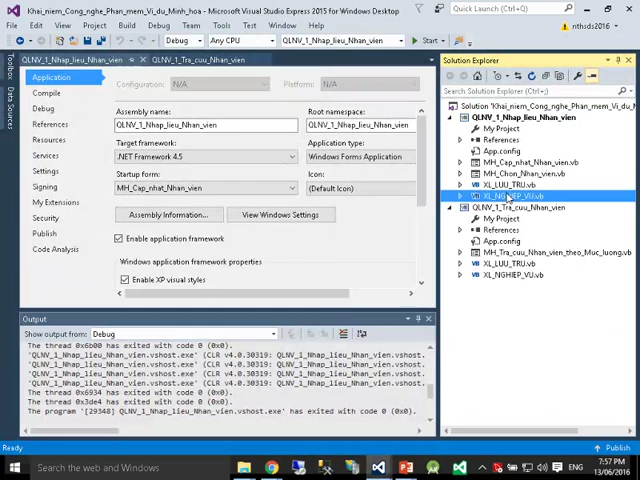 Khai_niem_Cong_nghe_Phan_mem_Vi_du_Minh_hoa - Microsoft Visual Studio 2015 for Windows Desktop
Quick Launch (Ctrl+Q)
File Edit View Project Build Debug Team Tools Test Window
nthsds2016
Debug Any CPU QLNV_1_Nhap_lieu_Nhan_vien Start
Toolbox
Data Sources
QLNV_1_Nhap_lieu_Nhan_vien QLNV_1_Tra_cuu_Nhan_vien
Application
Compile
Debug
References
Resources
Services
Settings
Signing
My Extensions
Security
Publish
Code Analysis
Configuration: N/A Platform: N/A
Assembly name: Root namespace:
QLNV_1_Nhap_lieu_Nhan_vien QLNV_1_Nhap_lieu_Nhan_vien
Target framework: Application type:
.NET Framework 4.5 Windows Forms Application
Startup form: Icon:
MH_Cap_nhat_Nhan_vien (Default Icon)
Assembly Information... View Windows Settings
Enable application framework
Windows application framework properties
Enable XP visual styles
Output
Show output from: Debug
The thread 0x6b00 has exited with code 0 (0x0).
'QLNV_1_Nhap_lieu_Nhan_vien.vshost.exe' (CLR v4.0.30319: QLNV_1_Nhap_lieu_Nhan_vien.vshost.
'QLNV_1_Nhap_lieu_Nhan_vien.vshost.exe' (CLR v4.0.30319: QLNV_1_Nhap_lieu_Nhan_vien.vshost.
'QLNV_1_Nhap_lieu_Nhan_vien.vshost.exe' (CLR v4.0.30319: QLNV_1_Nhap_lieu_Nhan_vien.vshost.
'QLNV_1_Nhap_lieu_Nhan_vien.vshost.exe' (CLR v4.0.30319: QLNV_1_Nhap_lieu_Nhan_vien.vshost.
The thread 0x6934 has exited with code 0 (0x0).
The thread 0x3de4 has exited with code 0 (0x0).
The program '[29348] QLNV_1_Nhap_lieu_Nhan_vien.vshost.exe' has exited with code 0 (0x0).
Solution Explorer
Search Solution Explorer (Ctrl+;)
Solution 'Khai_niem_Cong_nghe_Phan_mem_Vi_du_M
QLNV_1_Nhap_lieu_Nhan_vien
My Project
References
App.config
MH_Cap_nhat_Nhan_vien.vb
MH_Chon_Nhan_vien.vb
XL_LUU_TRU.vb
XL_NGHIEP_VU.vb
QLNV_1_Tra_cuu_Nhan_vien
My Project
References
App.config
MH_Tra_cuu_Nhan_vien_theo_Muc_luong.vb
XL_LUU_TRU.vb
XL_NGHIEP_VU.vb
Ready Publish
Search the web and Windows
ENG
7:57 PM
13/06/2016